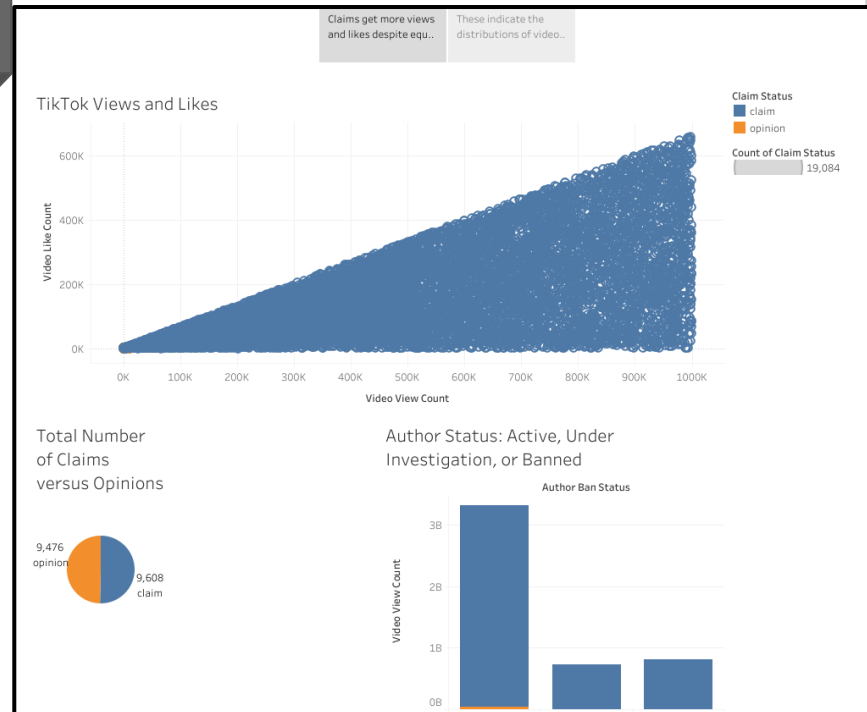 Claims get more views
and likes despite equ..
These indicate the
distributions of video..
TikTok Views and Likes
Claim Status
claim
opinion
Count of Claim Status
19,084
Video Like Count
600K
400K
200K
0K
0K 100K 200K 300K 400K 500K 600K 700K 800K 900K 1000K
Video View Count
Total Number
of Claims
versus Opinions
9,476
opinion
9,608
claim
Author Status: Active, Under
Investigation, or Banned
Author Ban Status
Video View Count
3B
2B
1B
0B